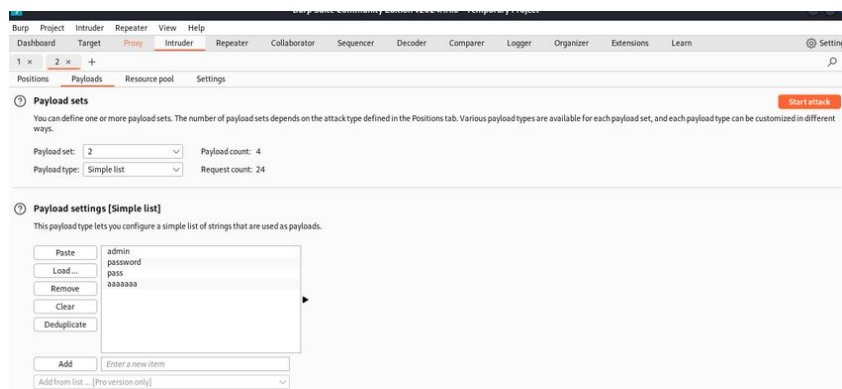 Burp Project Intruder Repeater View Help
Dashboard Target Proxy Intruder Repeater Collaborator Sequencer Decoder Comparer Logger Organizer Extensions Learn Settin
1 × 2 × +
Positions Payloads Resource pool Settings
? Payload sets
Start attack
You can define one or more payload sets. The number of payload sets depends on the attack type defined in the Positions tab. Various payload types are available for each payload set, and each payload type can be customized in different
ways.
Payload set: 2 Payload count: 4
Payload type: Simple list Request count: 24
? Payload settings [Simple list]
This payload type lets you configure a simple list of strings that are used as payloads.
Paste
Load...
Remove
Clear
Deduplicate
admin
password
pass
aaaaaaa
Add Enter a new item
Add from list ... [Pro version only]